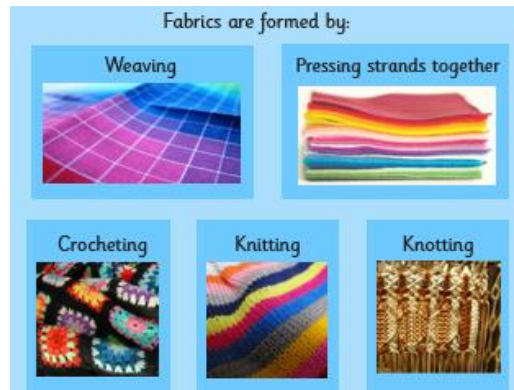 Fabrics are formed by:
Weaving
Pressing strands together
Crocheting
Knitting
Knotting